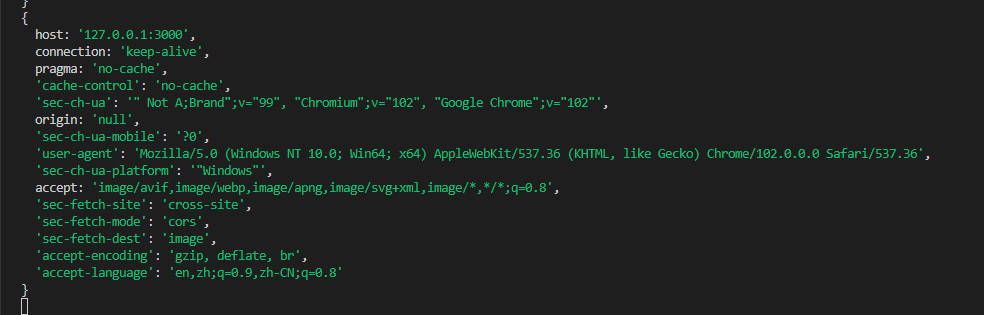 }
{
host: '127.0.0.1:3000',
connection: 'keep-alive',
pragma: 'no-cache',
'cache-control': 'no-cache',
'sec-ch-ua': '" Not A;Brand";v="99", "Chromium";v="102", "Google Chrome";v="102"',
origin: 'null',
'sec-ch-ua-mobile': '?0',
'user-agent': 'Mozilla/5.0 (Windows NT 10.0; Win64; x64) AppleWebKit/537.36 (KHTML, like Gecko) Chrome/102.0.0.0 Safari/537.36',
'sec-ch-ua-platform': '"Windows"',
accept: 'image/avif,image/webp,image/apng,image/svg+xml,image/*,*/*;q=0.8',
'sec-fetch-site': 'cross-site',
'sec-fetch-mode': 'cors',
'sec-fetch-dest': 'image',
'accept-encoding': 'gzip, deflate, br',
'accept-language': 'en,zh;q=0.9,zh-CN;q=0.8'
}